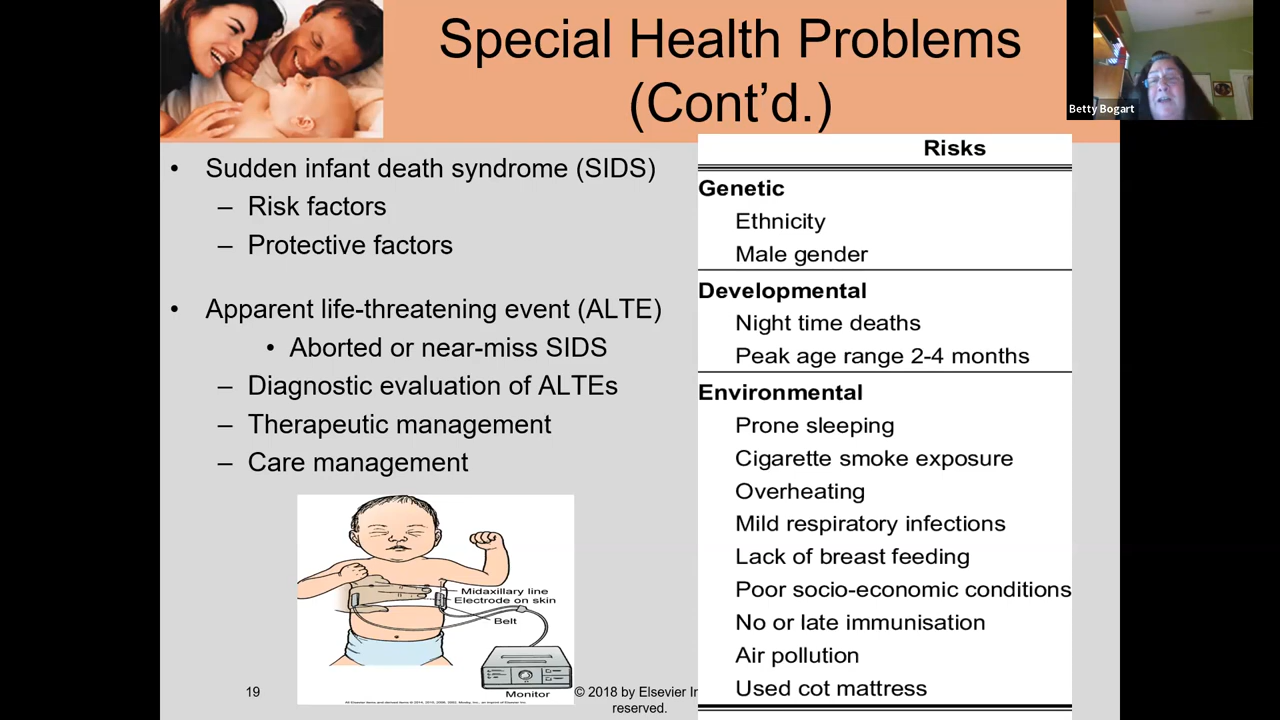 Special Health Problems
(Cont'd.)
Betty Bogart
• Sudden infant death syndrome (SIDS)
– Risk factors
– Protective factors
• Apparent life-threatening event (ALTE)
• Aborted or near-miss SIDS
– Diagnostic evaluation of ALTEs
– Therapeutic management
– Care management
Risks
Genetic
Ethnicity
Male gender
Developmental
Night time deaths
Peak age range 2-4 months
Environmental
Prone sleeping
Cigarette smoke exposure
Overheating
Mild respiratory infections
Lack of breast feeding
Poor socio-economic conditions
No or late immunisation
Air pollution
Used cot mattress
Midaxillary line
Electrode on skin
Belt
Monitor
19
© 2018 by Elsevier
reserved.